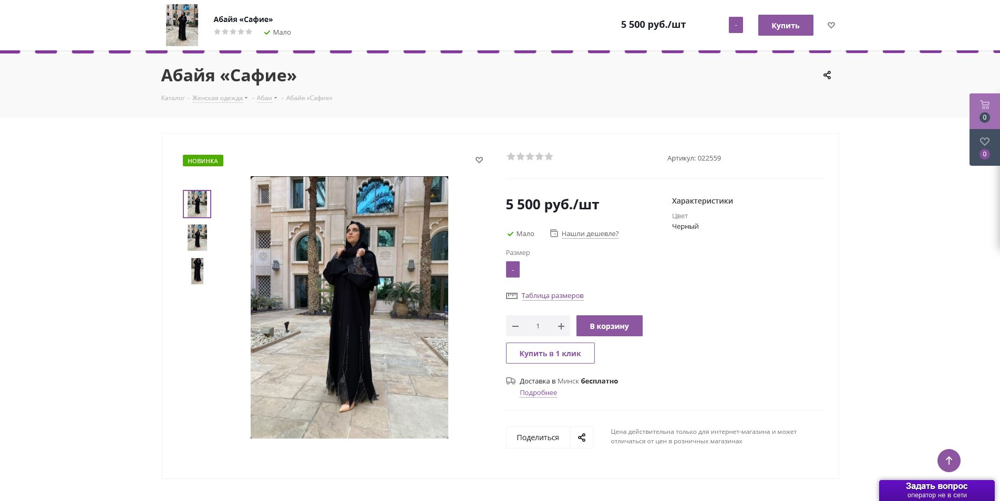 Абайя «Сафие»
Мало
5 500 руб./шт
-
Купить
Абайя «Сафие»
Каталог - Женская одежда - Абаи - Абайя «Сафие»
0
0
НОВИНКА
Артикул: 022559
5 500 руб./шт
Характеристики
Цвет
Черный
Мало
Нашли дешевле?
Размер
-
Таблица размеров
1
В корзину
Купить в 1 клик
Доставка в Минск бесплатно
Подробнее
Поделиться
Цена действительна только для интернет-магазина и может
отличаться от цен в розничных магазинах
Задать вопрос
оператор не в сети